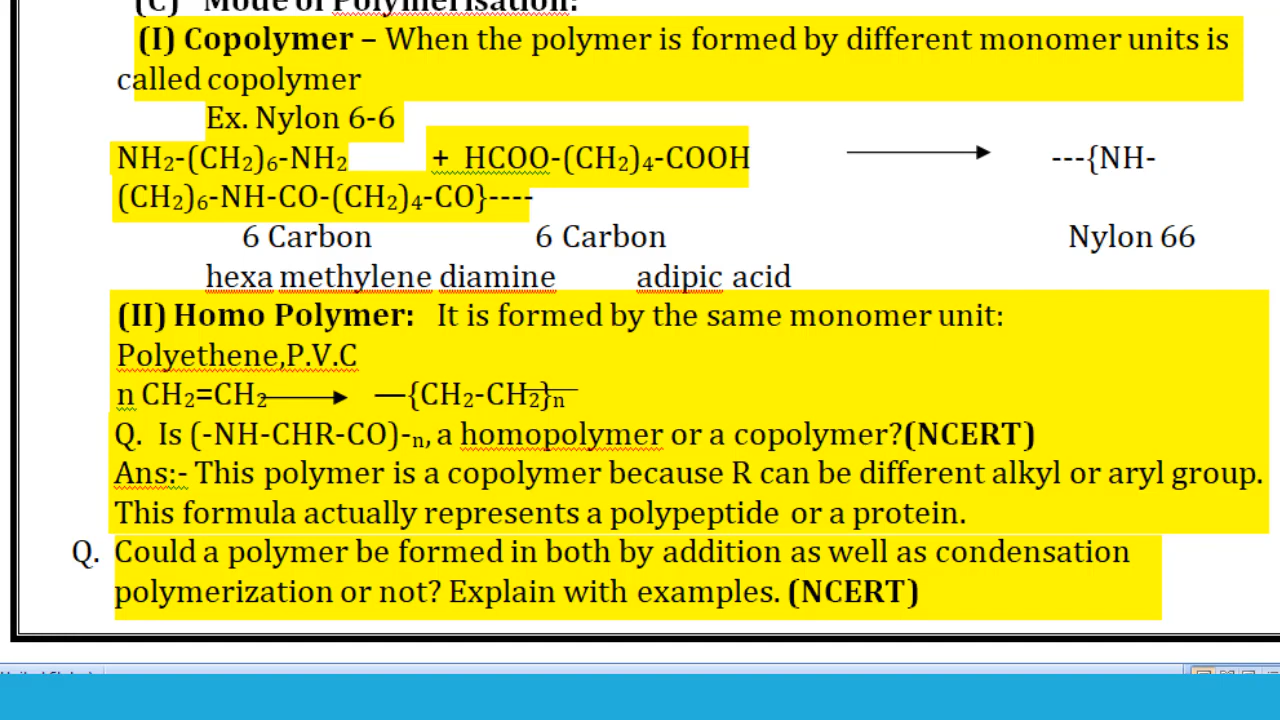 (C) Mode of Polymerisation:
(I) Copolymer – When the polymer is formed by different monomer units is
called copolymer
Ex. Nylon 6-6
NH₂-(CH₂)₆-NH₂ + HCOO-(CH₂)₄-COOH ---{NH-
(CH₂)₆-NH-CO-(CH₂)₄-CO}----
6 Carbon 6 Carbon Nylon 66
hexa methylene diamine adipic acid
(II) Homo Polymer: It is formed by the same monomer unit:
Polyethene,P.V.C
n CH₂=CH₂ —{CH₂-CH₂}ₙ
Q. Is (-NH-CHR-CO)-ₙ, a homopolymer or a copolymer?(NCERT)
Ans:- This polymer is a copolymer because R can be different alkyl or aryl group.
This formula actually represents a polypeptide or a protein.
Q. Could a polymer be formed in both by addition as well as condensation
polymerization or not? Explain with examples. (NCERT)